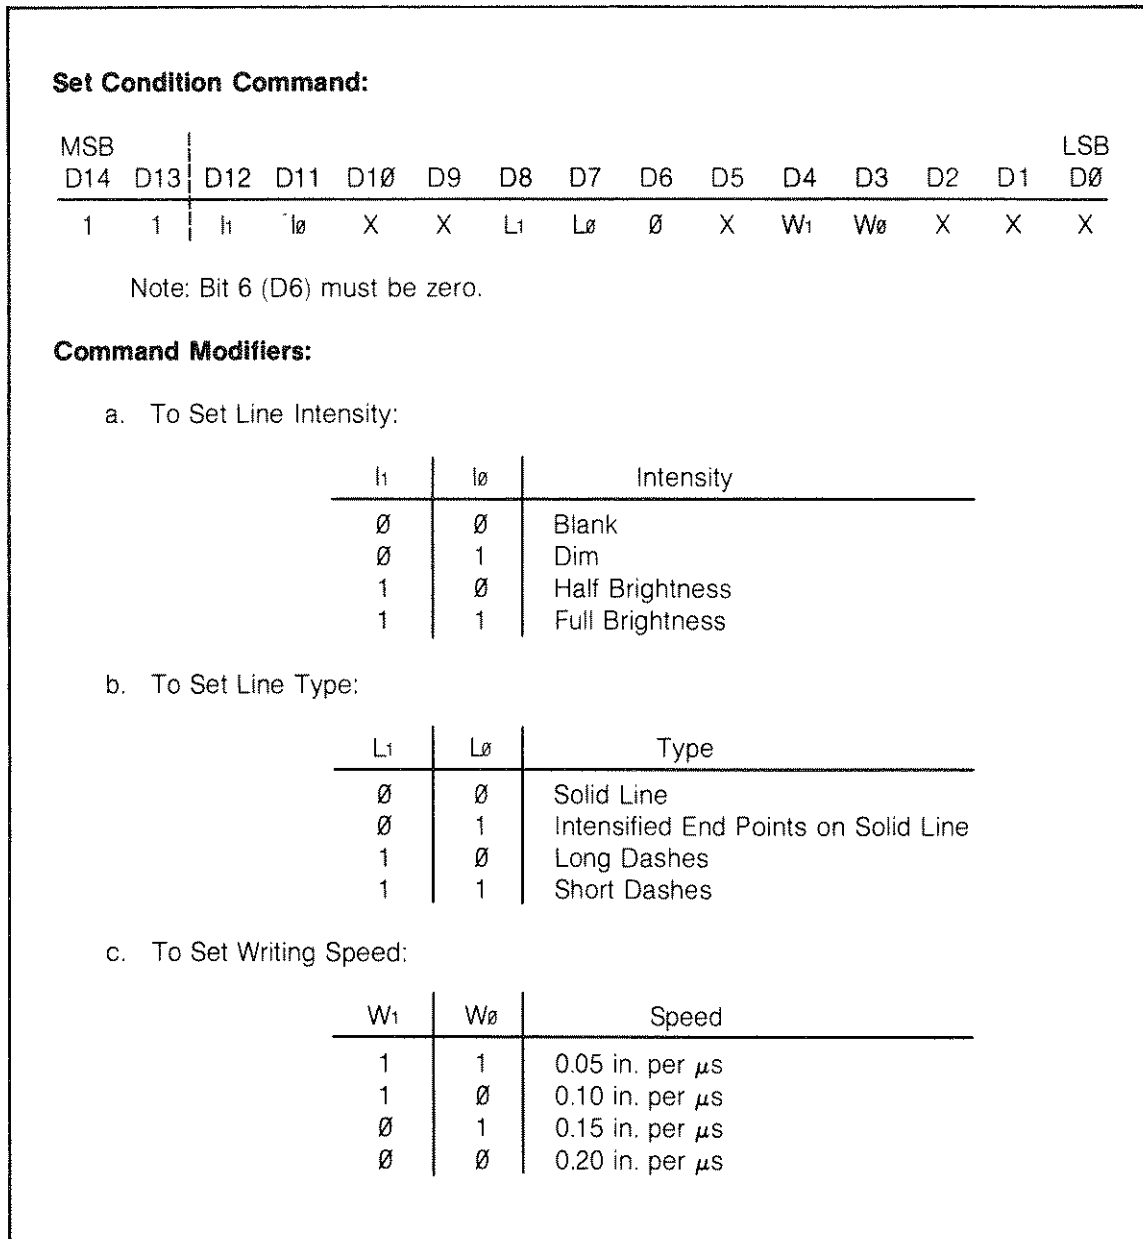 Set Condition Command:
MSB LSB
D14 D13 D12 D11 D1Ø D9 D8 D7 D6 D5 D4 D3 D2 D1 DØ
1 1 I1 IØ X X L1 LØ Ø X W1 WØ X X X
Note: Bit 6 (D6) must be zero.
Command Modifiers:
a. To Set Line Intensity:
I1 IØ Intensity
Ø Ø Blank
Ø 1 Dim
1 Ø Half Brightness
1 1 Full Brightness
b. To Set Line Type:
L1 LØ Type
Ø Ø Solid Line
Ø 1 Intensified End Points on Solid Line
1 Ø Long Dashes
1 1 Short Dashes
c. To Set Writing Speed:
W1 WØ Speed
1 1 0.05 in. per μs
1 Ø 0.10 in. per μs
Ø 1 0.15 in. per μs
Ø Ø 0.20 in. per μs